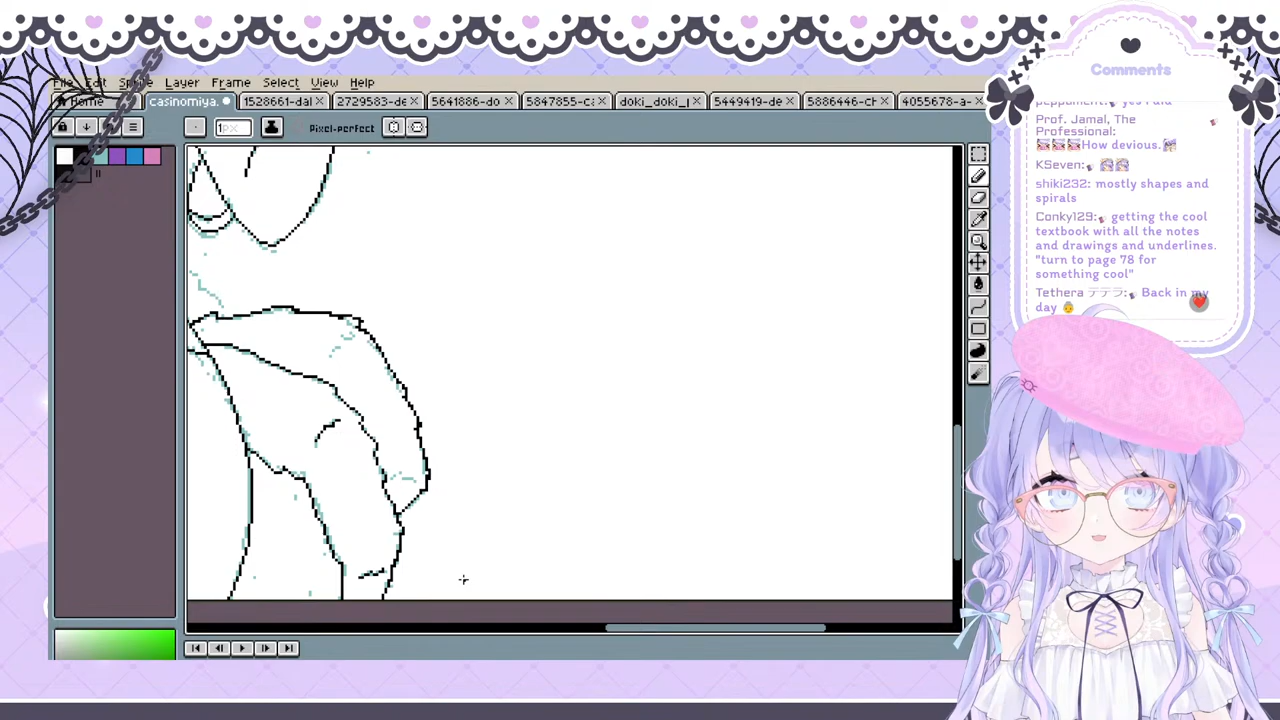 Comments
File Edit Sprite Layer Frame Select View Help
Home casinomiya. 1528661-dal 2729583-de 5641886-do 5847855-ca doki_doki_l 5449419-de 5886446-ch 4055678-a-
1px Pixel-perfect
peppermint: yes I did
Prof. Jamal, The
Professional:
How devious.
KSeven:
shiki232: mostly shapes and
spirals
Conky129: getting the cool
textbook with all the notes
and drawings and underlines.
"turn to page 78 for
something cool"
Tethera テテラ: Back in my
day